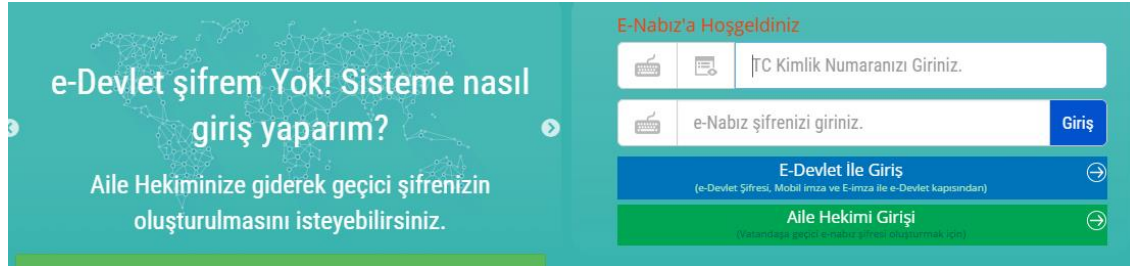 e-Devlet şifrem Yok! Sisteme nasıl
giriş yaparım?
Aile Hekiminize giderek geçici şifrenizin
oluşturulmasını isteyebilirsiniz.
E-Nabız'a Hoşgeldiniz
TC Kimlik Numaranızı Giriniz.
e-Nabız şifrenizi giriniz.
Giriş
E-Devlet İle Giriş
(e-Devlet Şifresi, Mobil imza ve E-imza ile e-Devlet kapısından)
Aile Hekimi Girişi
(Vatandaşa geçici e-nabız şifresi oluşturmak için)